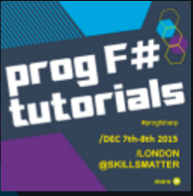 prog F#
tutorials
#progfsharp
/DEC 7th-8th 2015
/LONDON
@SKILLSMATTER
more